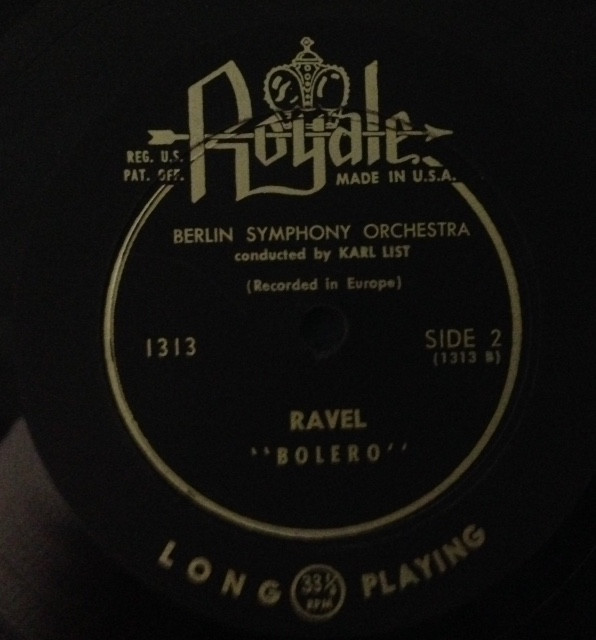 Royale
REG. U.S.
PAT. OFF.
MADE IN U.S.A.
BERLIN SYMPHONY ORCHESTRA
conducted by KARL LIST
(Recorded in Europe)
1313
SIDE 2
(1313 B)
RAVEL
"BOLERO"
LONG 33⅓ RPM PLAYING